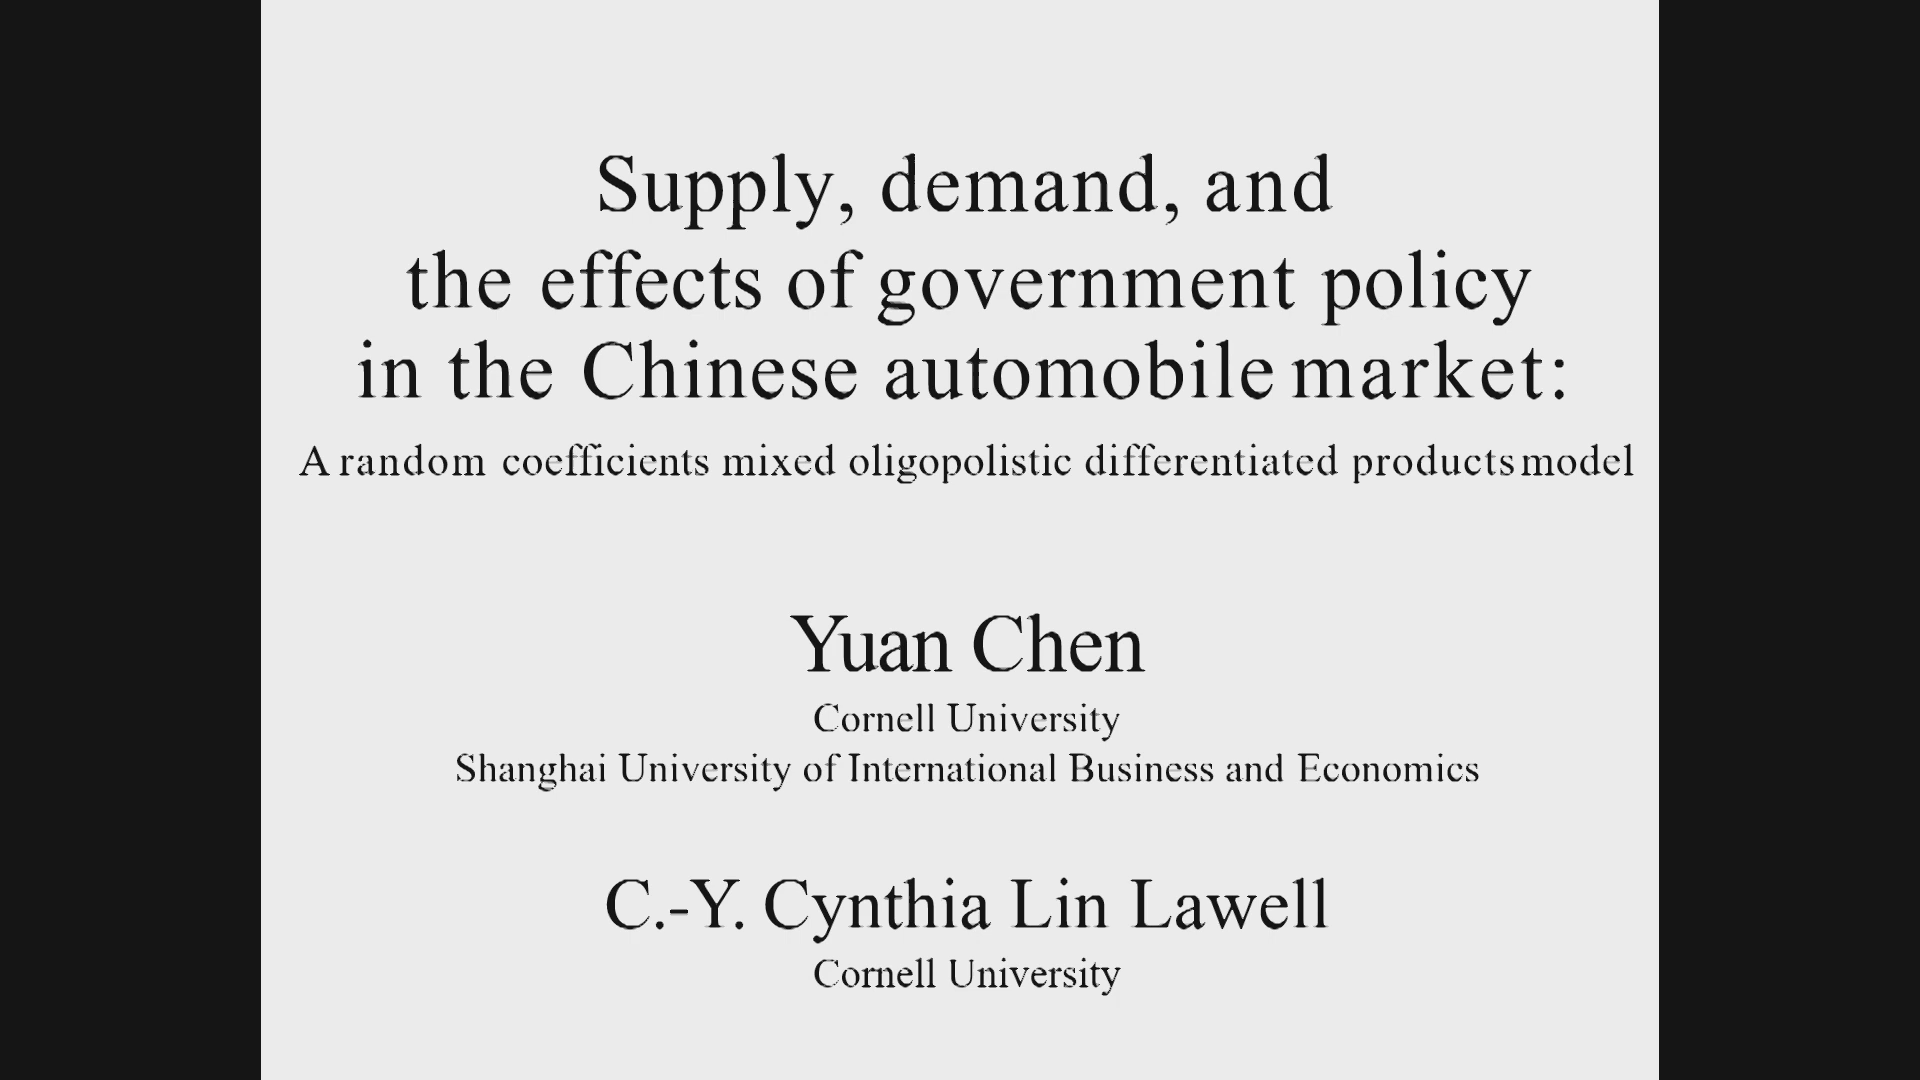 Supply, demand, and
the effects of government policy
in the Chinese automobile market:
A random coefficients mixed oligopolistic differentiated products model
Yuan Chen
Cornell University
Shanghai University of International Business and Economics
C.-Y. Cynthia Lin Lawell
Cornell University